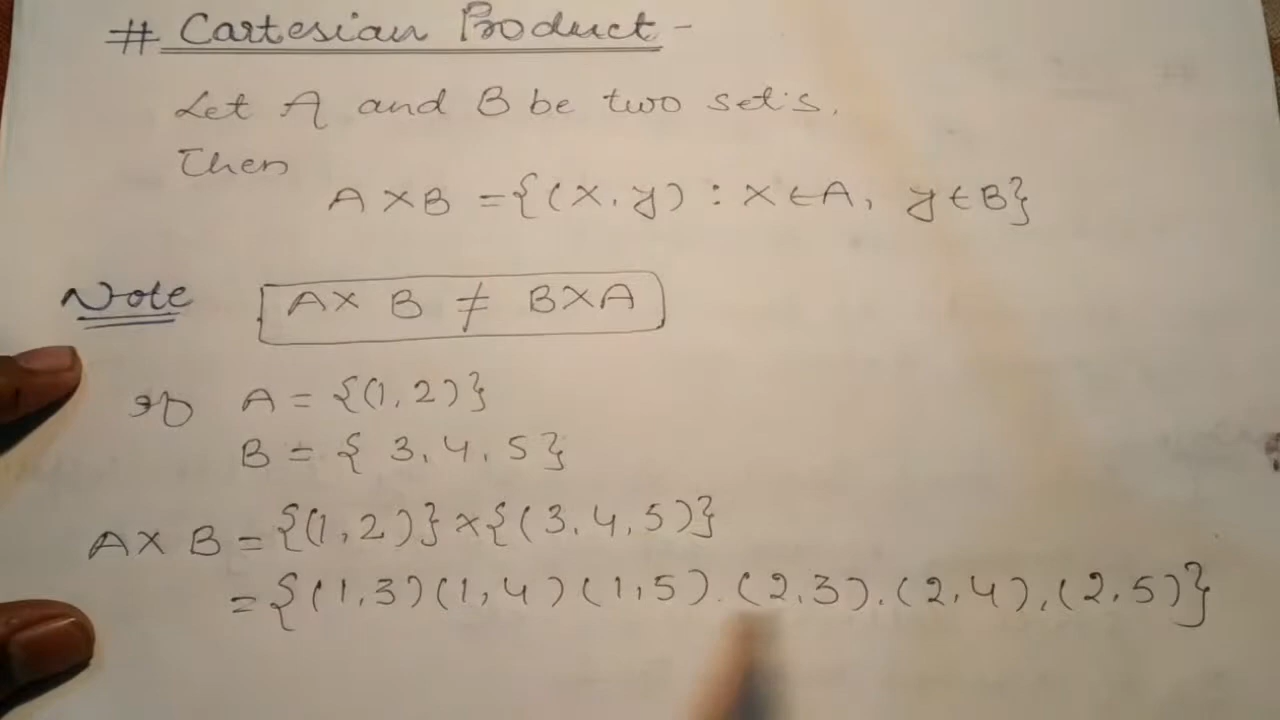 # Cartesian Product -
Let A and B be two set's.
Then
A × B = {(x, y) : x ∈ A, y ∈ B}
Note A × B ≠ B × A
If A = {(1, 2)}
B = { 3, 4, 5}
A × B = {(1, 2)} × {(3, 4, 5)}
= {(1, 3) (1, 4) (1, 5). (2, 3). (2, 4), (2, 5)}